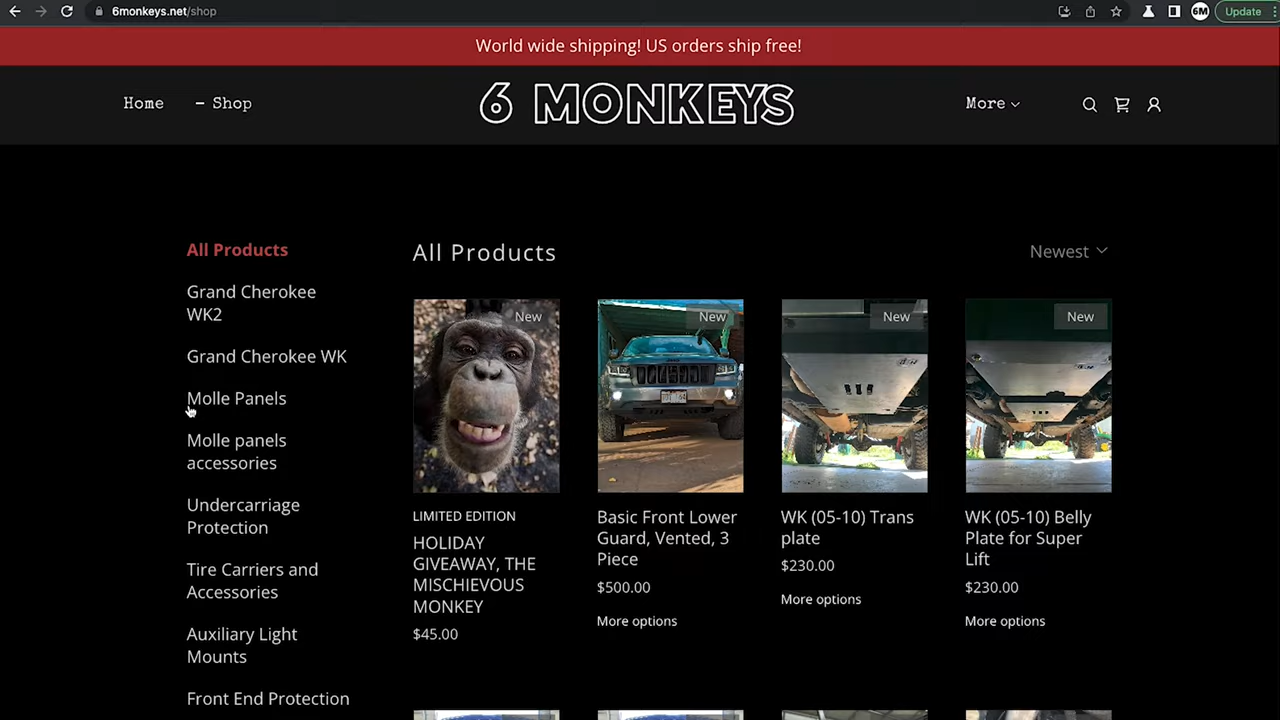 6monkeys.net/shop
6M
Update
World wide shipping! US orders ship free!
Home
– Shop
6 MONKEYS
More
All Products
Grand Cherokee
WK2
Grand Cherokee WK
Molle Panels
Molle panels
accessories
Undercarriage
Protection
Tire Carriers and
Accessories
Auxiliary Light
Mounts
Front End Protection
All Products
Newest
New
LIMITED EDITION
HOLIDAY
GIVEAWAY, THE
MISCHIEVOUS
MONKEY
$45.00
New
Basic Front Lower
Guard, Vented, 3
Piece
$500.00
More options
New
WK (05-10) Trans
plate
$230.00
More options
New
WK (05-10) Belly
Plate for Super
Lift
$230.00
More options